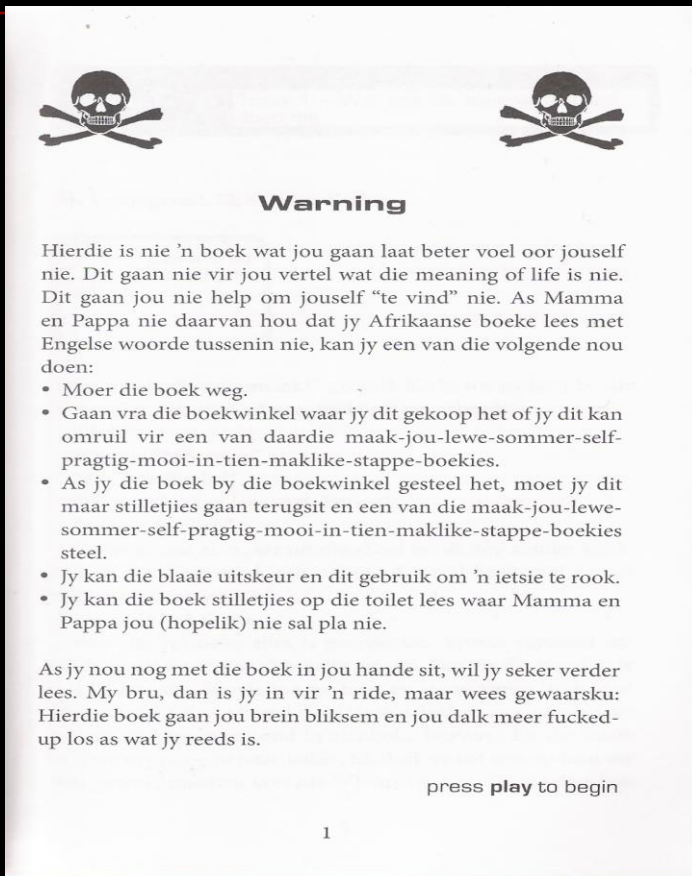 Warning
Hierdie is nie 'n boek wat jou gaan laat beter voel oor jouself
nie. Dit gaan nie vir jou vertel wat die meaning of life is nie.
Dit gaan jou nie help om jouself “te vind” nie. As Mamma
en Pappa nie daarvan hou dat jy Afrikaanse boeke lees met
Engelse woorde tussenin nie, kan jy een van die volgende nou
doen:
• Moer die boek weg.
• Gaan vra die boekwinkel waar jy dit gekoop het of jy dit kan
omruil vir een van daardie maak-jou-lewe-sommer-self-
pragtig-mooi-in-tien-maklike-stappe-boekies.
• As jy die boek by die boekwinkel gesteel het, moet jy dit
maar stilletjies gaan terugsit en een van die maak-jou-lewe-
sommer-self-pragtig-mooi-in-tien-maklike-stappe-boekies
steel.
• Jy kan die blaaie uitskeur en dit gebruik om 'n ietsie te rook.
• Jy kan die boek stilletjies op die toilet lees waar Mamma en
Pappa jou (hopelik) nie sal pla nie.
As jy nou nog met die boek in jou hande sit, wil jy seker verder
lees. My bru, dan is jy in vir 'n ride, maar wees gewaarsku:
Hierdie boek gaan jou brein bliksem en jou dalk meer fucked-
up los as wat jy reeds is.
press play to begin
1